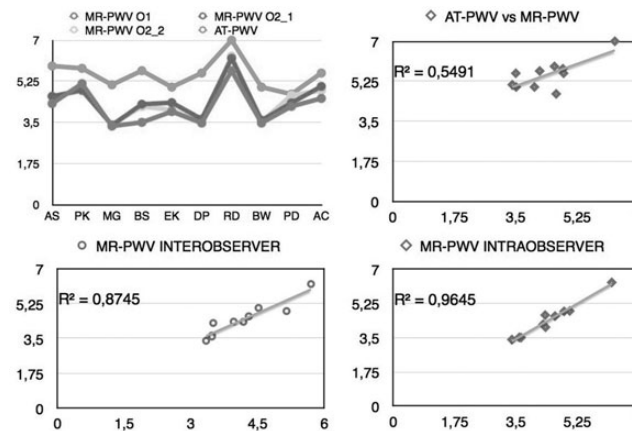 MR-PWV O1 MR-PWV O2_1
MR-PWV O2_2 AT-PWV
7
5,25
3,5
1,75
0
AS PK MG BS EK DP RD BW PD AC
AT-PWV vs MR-PWV
7
5,25
R² = 0,5491
3,5
1,75
0
0 1,75 3,5 5,25
MR-PWV INTEROBSERVER
7
5,25
R² = 0,8745
3,5
1,75
0
0 1,5 3 4,5 6
MR-PWV INTRAOBSERVER
7
5,25
R² = 0,9645
3,5
1,75
0
0 1,75 3,5 5,25